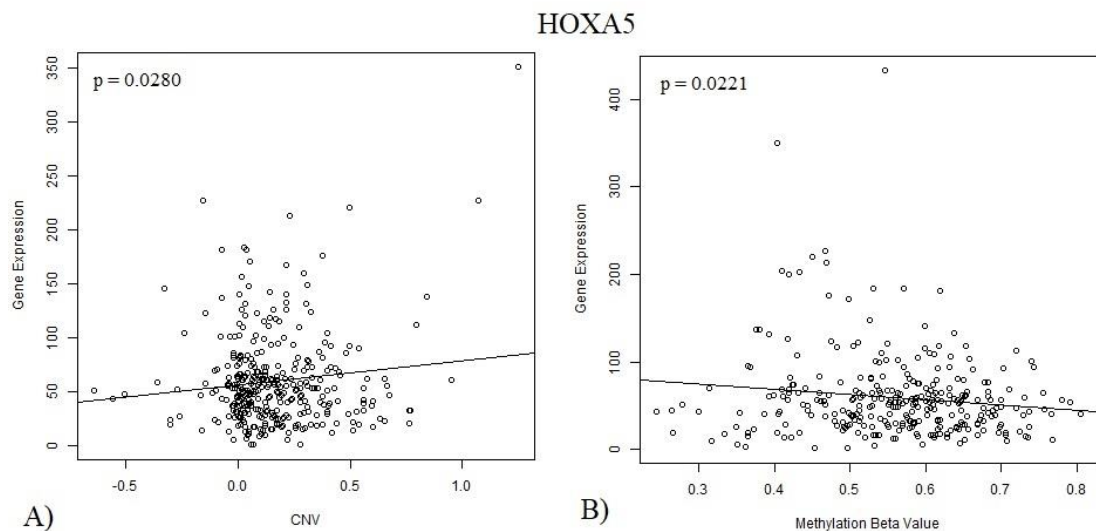 HOXA5
p = 0.0280
350
300
250
200
150
100
50
0
Gene Expression
-0.5
0.0
0.5
1.0
CNV
A)
p = 0.0221
400
300
200
100
0
Gene Expression
0.3
0.4
0.5
0.6
0.7
0.8
Methylation Beta Value
B)